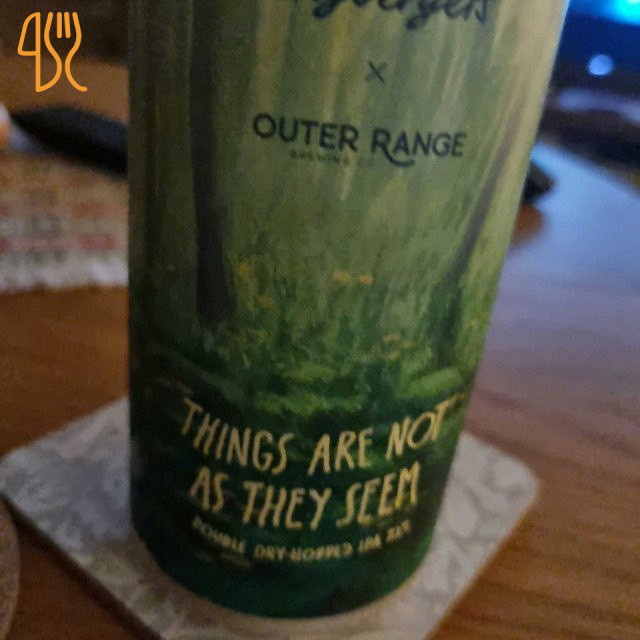 ×
OUTER RANGE
BREWING CO.
THINGS ARE NOT
AS THEY SEEM
DOUBLE DRY-HOPPED IPA